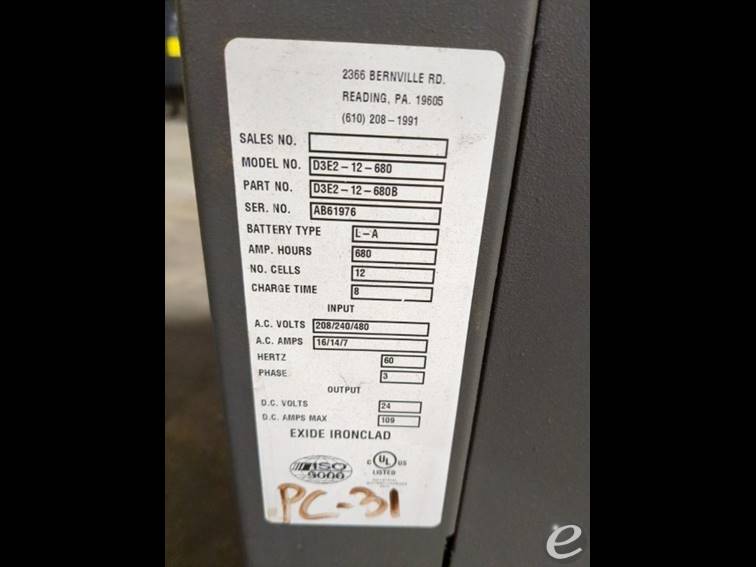 2366 BERNVILLE RD.
READING, PA. 19605
(610) 208-1991
SALES NO.
MODEL NO. D3E2-12-680
PART NO. D3E2-12-680B
SER. NO. AB61976
BATTERY TYPE L-A
AMP. HOURS 680
NO. CELLS 12
CHARGE TIME 8
INPUT
A.C. VOLTS 208/240/480
A.C. AMPS 16/14/7
HERTZ 60
PHASE 3
OUTPUT
D.C. VOLTS 24
D.C. AMPS MAX 109
EXIDE IRONCLAD
ISO 9000
C UL US
LISTED
PC-31
e